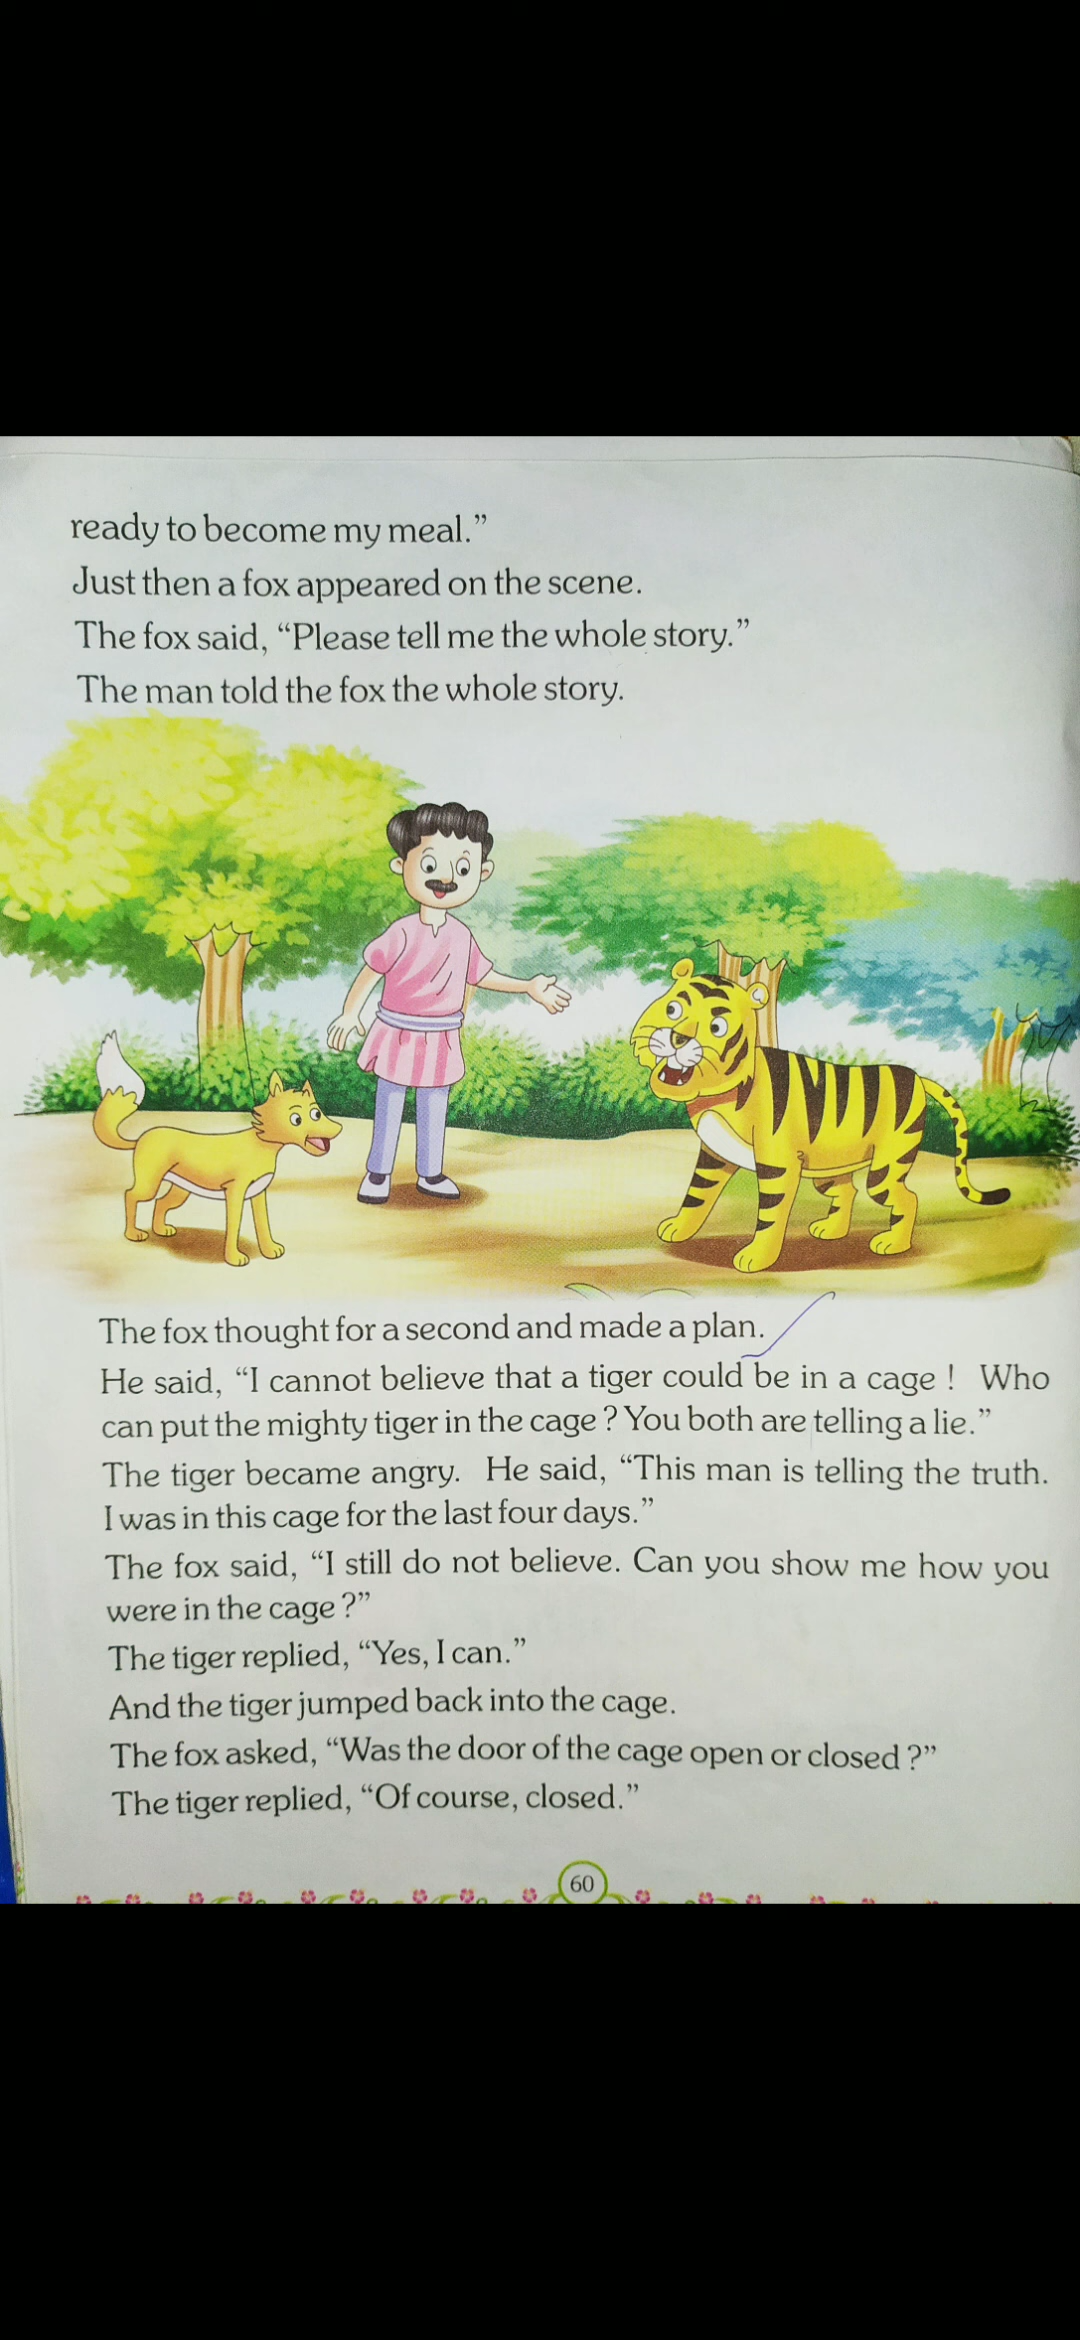 ready to become my meal.”
Just then a fox appeared on the scene.
The fox said, “Please tell me the whole story.”
The man told the fox the whole story.
The fox thought for a second and made a plan.
He said, “I cannot believe that a tiger could be in a cage ! Who
can put the mighty tiger in the cage ? You both are telling a lie.”
The tiger became angry. He said, “This man is telling the truth.
I was in this cage for the last four days.”
The fox said, “I still do not believe. Can you show me how you
were in the cage ?”
The tiger replied, “Yes, I can.”
And the tiger jumped back into the cage.
The fox asked, “Was the door of the cage open or closed ?”
The tiger replied, “Of course, closed.”
60